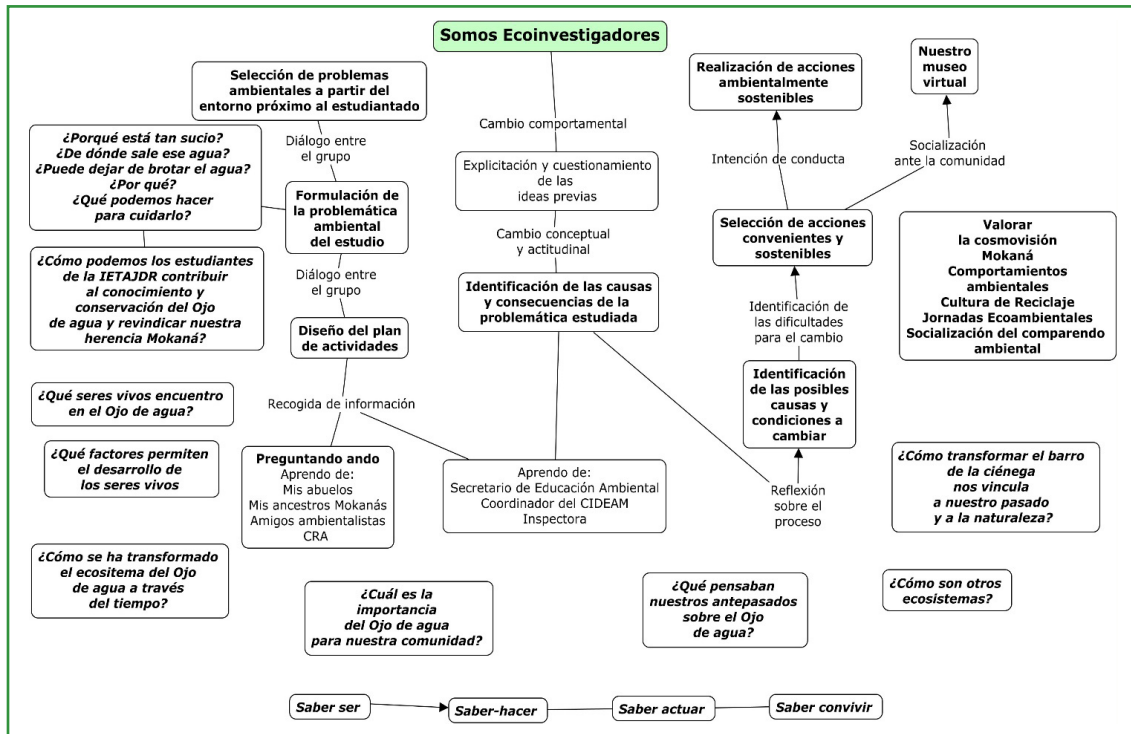 Somos Ecoinvestigadores
Selección de problemas
ambientales a partir del
entorno próximo al estudiantado
Diálogo entre
el grupo
¿Porqué está tan sucio?
¿De dónde sale ese agua?
¿Puede dejar de brotar el agua?
¿Por qué?
¿Qué podemos hacer
para cuidarlo?
Formulación de
la problemática
ambiental
del estudio
¿Cómo podemos los estudiantes
de la IETAJDR contribuir
al conocimiento y
conservación del Ojo
de agua y revindicar nuestra
herencia Mokaná?
Diálogo entre
el grupo
Diseño del plan
de actividades
Recogida de información
¿Qué seres vivos encuentro
en el Ojo de agua?
¿Qué factores permiten
el desarrollo de
los seres vivos
Preguntando ando
Aprendo de:
Mis abuelos
Mis ancestros Mokanás
Amigos ambientalistas
CRA
¿Cómo se ha transformado
el ecositema del Ojo
de agua a través
del tiempo?
Cambio comportamental
Explicitación y cuestionamiento
de las
ideas previas
Cambio conceptual
y actitudinal
Identificación de las causas
y consecuencias de la
problemática estudiada
Aprendo de:
Secretario de Educación Ambiental
Coordinador del CIDEAM
Inspectora
Realización de acciones
ambientalmente
sostenibles
Nuestro
museo
virtual
Intención de conducta
Socialización
ante la comunidad
Selección de acciones
convenientes y
sostenibles
Identificación de
las dificultades
para el cambio
Identificación
de las posibles
causas y
condiciones a
cambiar
Reflexión
sobre el
proceso
Valorar
la cosmovisión
Mokaná
Comportamientos
ambientales
Cultura de Reciclaje
Jornadas Ecoambientales
Socialización del comparendo
ambiental
¿Cómo transformar el barro
de la ciénega
nos vincula
a nuestro pasado
y a la naturaleza?
¿Cuál es la
importancia
del Ojo de agua
para nuestra comunidad?
¿Qué pensaban
nuestros antepasados
sobre el Ojo
de agua?
¿Cómo son otros
ecosistemas?
Saber ser
Saber-hacer
Saber actuar
Saber convivir